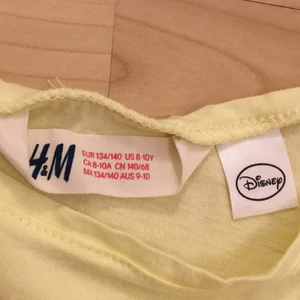 H&M
EUR 134/140 US 8-10Y
CA 8-10A CN 140/68
MX 134/140 AUS 9-10
Disney